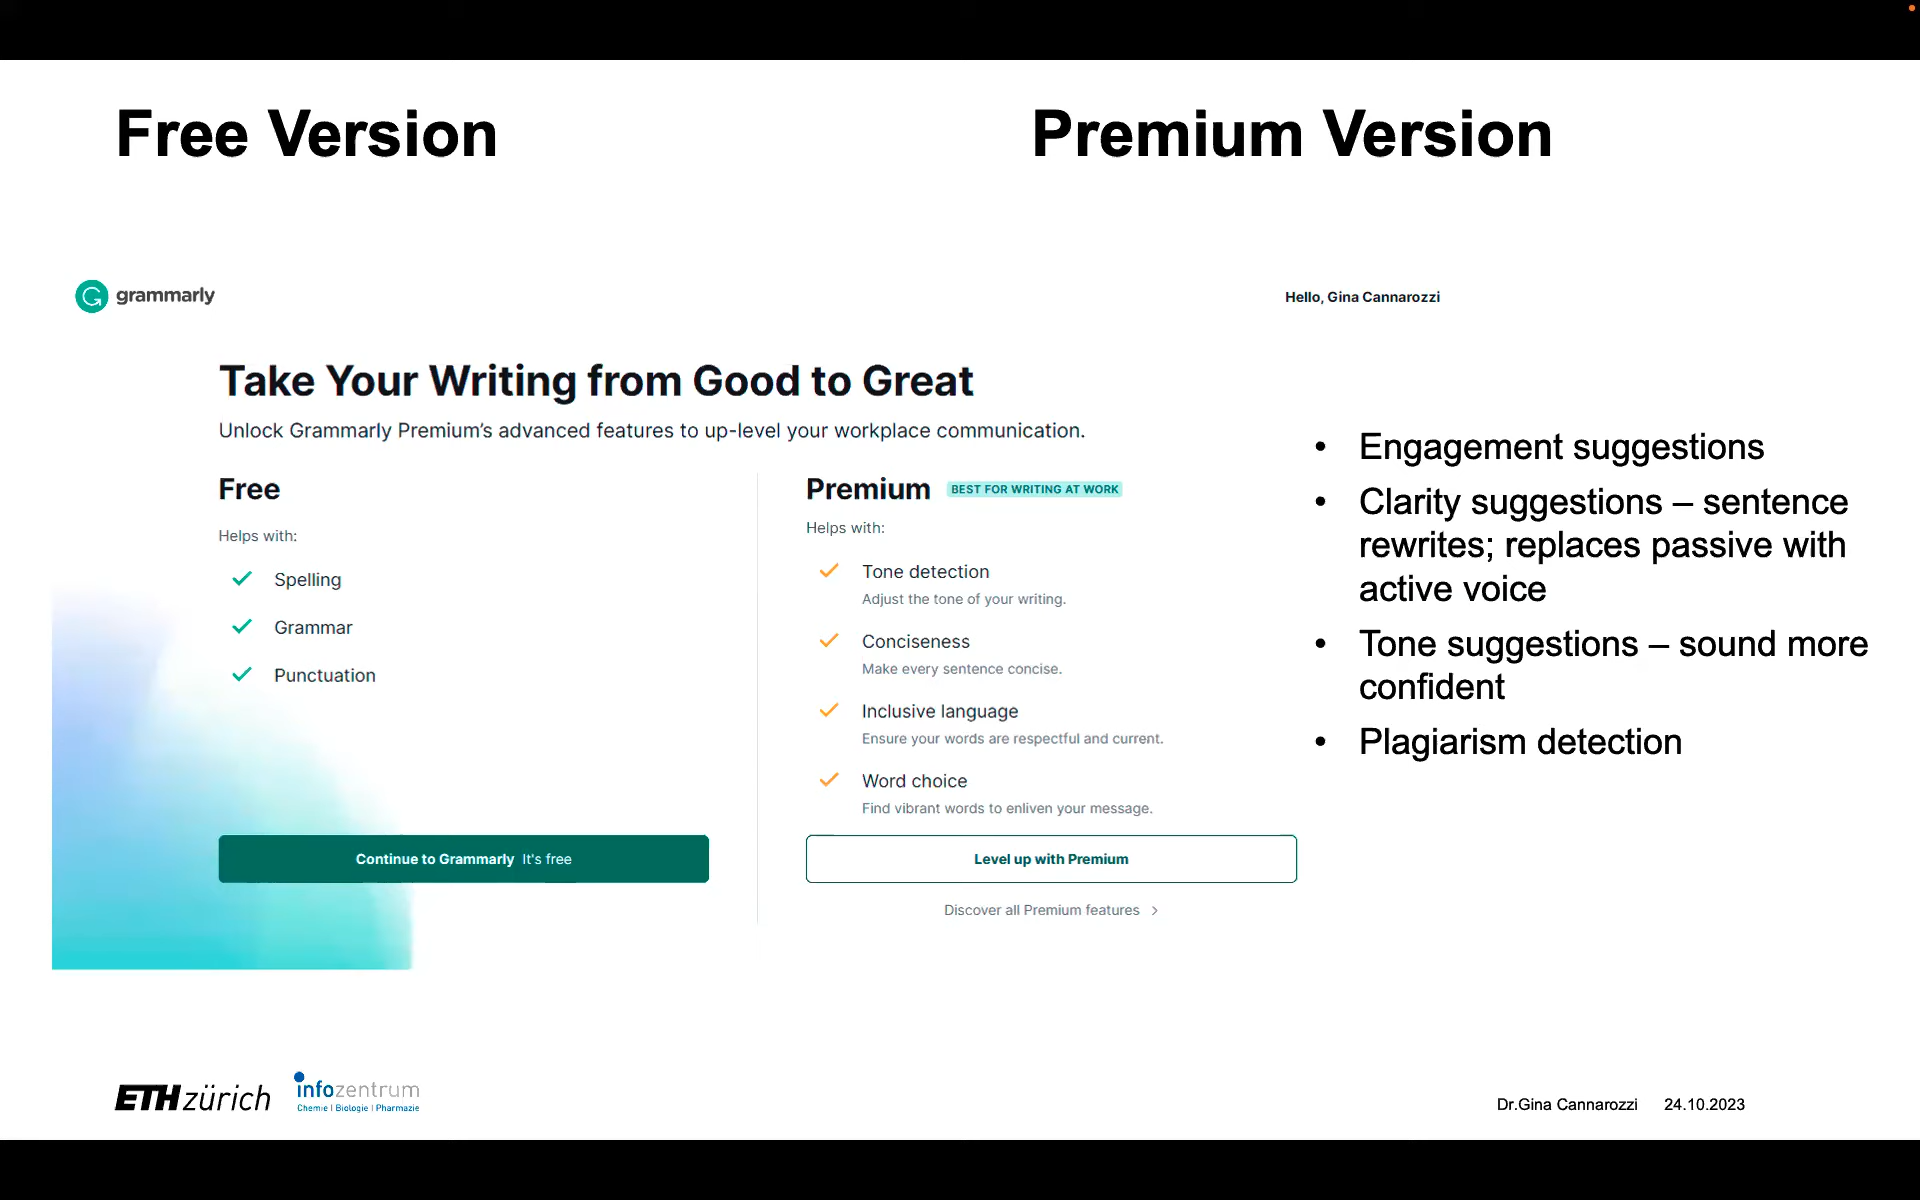 Free Version
Premium Version
grammarly
Hello, Gina Cannarozzi
Take Your Writing from Good to Great
Unlock Grammarly Premium’s advanced features to up-level your workplace communication.
Free
Helps with:
Spelling
Grammar
Punctuation
Continue to Grammarly It's free
Premium BEST FOR WRITING AT WORK
Helps with:
Tone detection
Adjust the tone of your writing.
Conciseness
Make every sentence concise.
Inclusive language
Ensure your words are respectful and current.
Word choice
Find vibrant words to enliven your message.
Level up with Premium
Discover all Premium features >
• Engagement suggestions
• Clarity suggestions – sentence
rewrites; replaces passive with
active voice
• Tone suggestions – sound more
confident
• Plagiarism detection
ETH zürich
infozentrum
Chemie | Biologie | Pharmazie
Dr.Gina Cannarozzi 24.10.2023